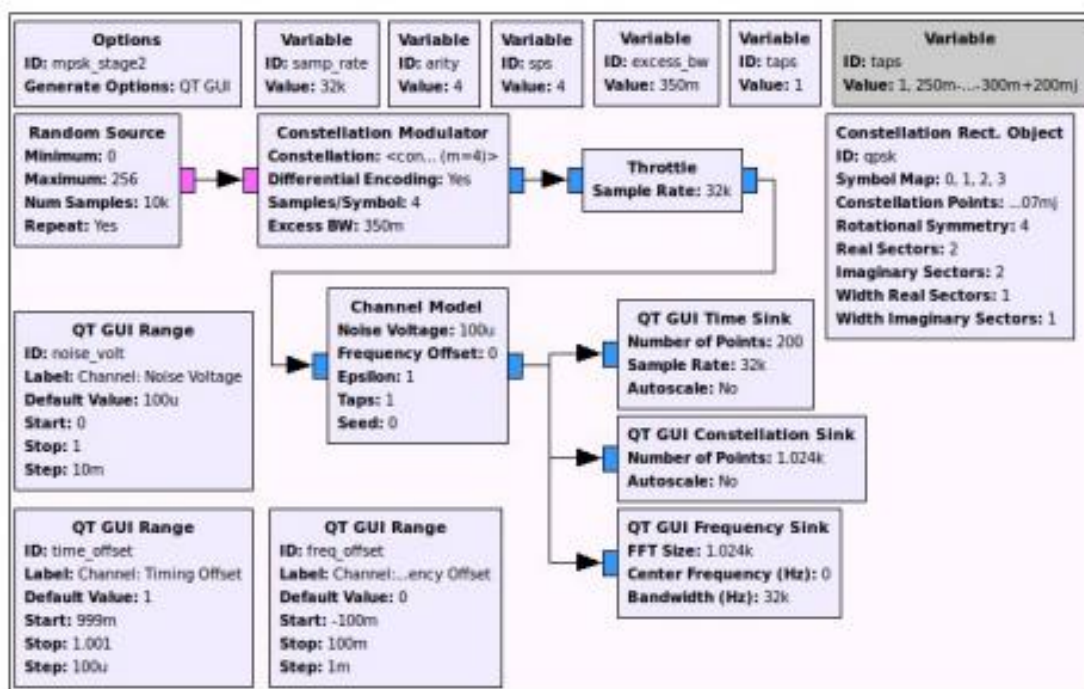 Options
ID: mpsk_stage2
Generate Options: QT GUI
Variable
ID: samp_rate
Value: 32k
Variable
ID: arity
Value: 4
Variable
ID: sps
Value: 4
Variable
ID: excess_bw
Value: 350m
Variable
ID: taps
Value: 1
Variable
ID: taps
Value: 1, 250m-...-300m+200mj
Random Source
Minimum: 0
Maximum: 256
Num Samples: 10k
Repeat: Yes
Constellation Modulator
Constellation: <con... (m=4)>
Differential Encoding: Yes
Samples/Symbol: 4
Excess BW: 350m
Throttle
Sample Rate: 32k
Constellation Rect. Object
ID: qpsk
Symbol Map: 0, 1, 2, 3
Constellation Points: ...07mj
Rotational Symmetry: 4
Real Sectors: 2
Imaginary Sectors: 2
Width Real Sectors: 1
Width Imaginary Sectors: 1
QT GUI Range
ID: noise_volt
Label: Channel: Noise Voltage
Default Value: 100u
Start: 0
Stop: 1
Step: 10m
Channel Model
Noise Voltage: 100u
Frequency Offset: 0
Epsilon: 1
Taps: 1
Seed: 0
QT GUI Time Sink
Number of Points: 200
Sample Rate: 32k
Autoscale: No
QT GUI Constellation Sink
Number of Points: 1.024k
Autoscale: No
QT GUI Range
ID: time_offset
Label: Channel: Timing Offset
Default Value: 1
Start: 999m
Stop: 1.001
Step: 100u
QT GUI Range
ID: freq_offset
Label: Channel:...ency Offset
Default Value: 0
Start: -100m
Stop: 100m
Step: 1m
QT GUI Frequency Sink
FFT Size: 1.024k
Center Frequency (Hz): 0
Bandwidth (Hz): 32k